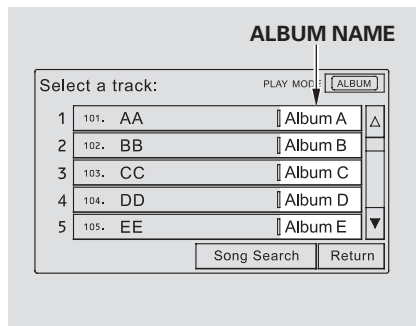 ALBUM NAME
Select a track: PLAY MODE [ALBUM]
1 101. AA Album A
2 102. BB Album B
3 103. CC Album C
4 104. DD Album D
5 105. EE Album E
Song Search Return